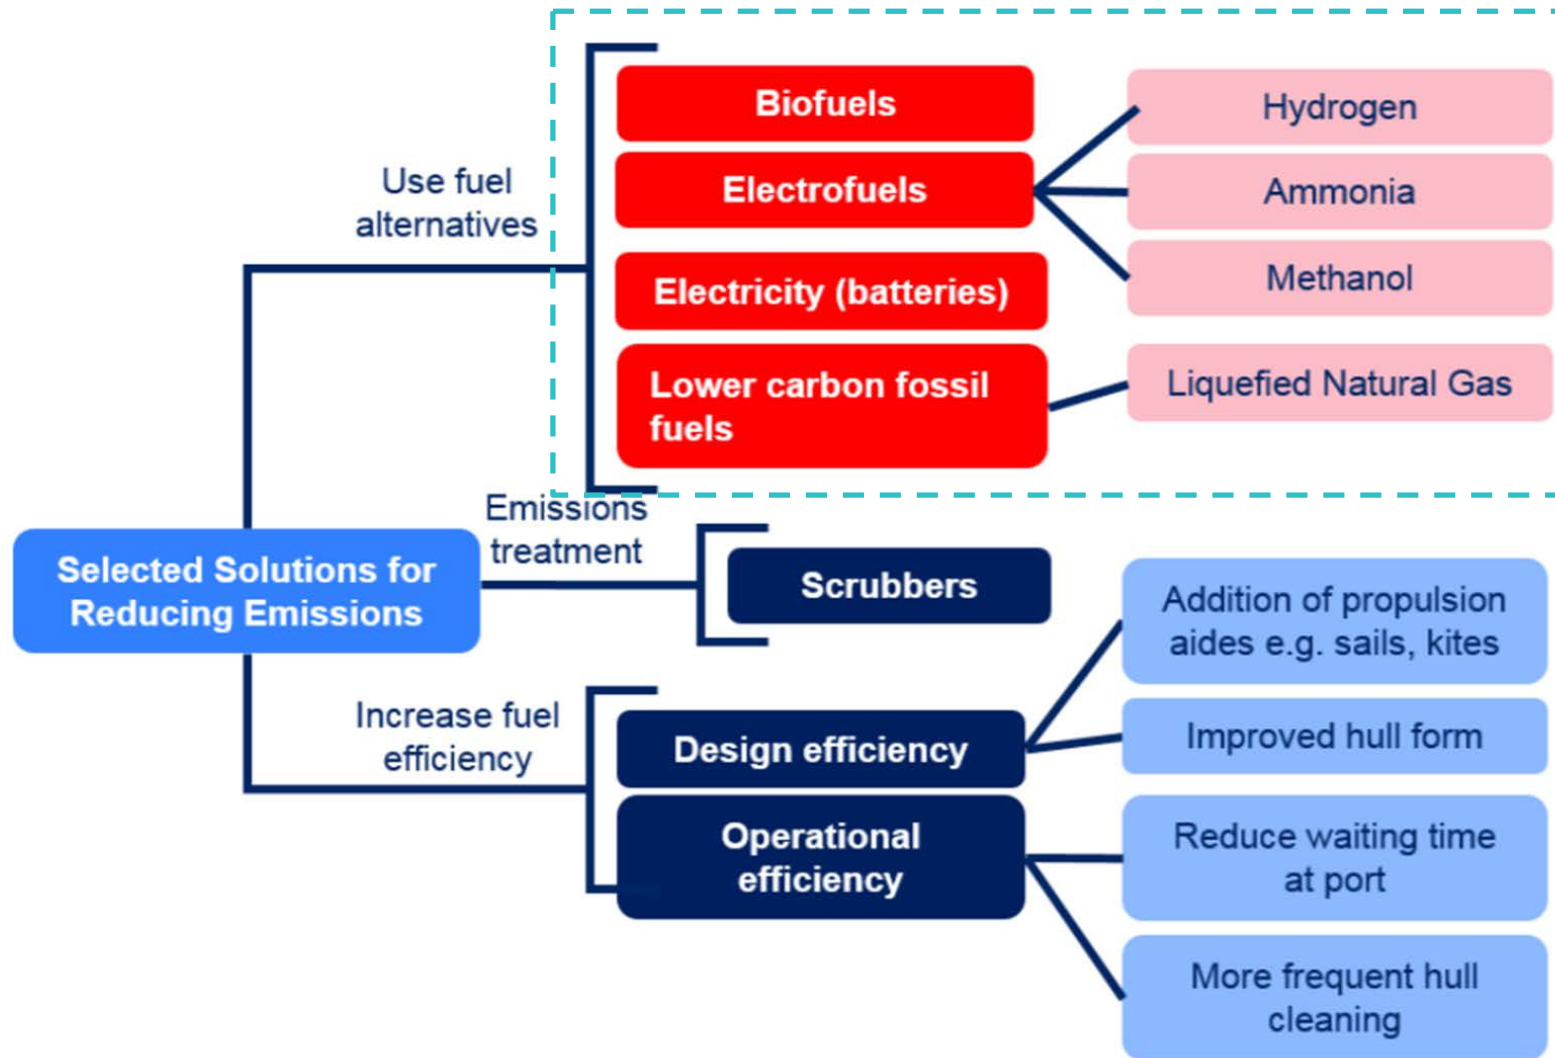 Use fuel
alternatives
Biofuels
Hydrogen
Electrofuels
Ammonia
Methanol
Electricity (batteries)
Lower carbon fossil
fuels
Liquefied Natural Gas
Selected Solutions for
Reducing Emissions
Emissions
treatment
Scrubbers
Increase fuel
efficiency
Design efficiency
Addition of propulsion
aides e.g. sails, kites
Improved hull form
Operational
efficiency
Reduce waiting time
at port
More frequent hull
cleaning